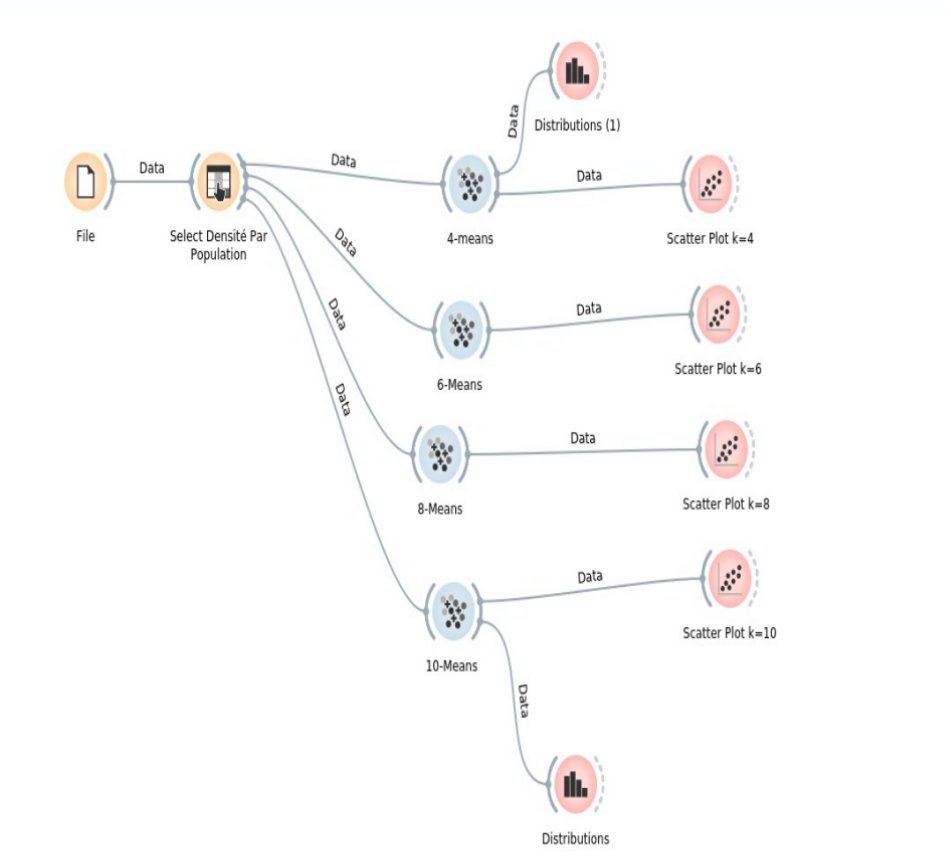 Distributions (1)
Data
Data
Data
Data
File
Select Densité Par
Population
4-means
Scatter Plot k=4
Data
Data
Data
6-Means
Scatter Plot k=6
Data
Data
8-Means
Scatter Plot k=8
Data
Data
10-Means
Scatter Plot k=10
Data
Distributions